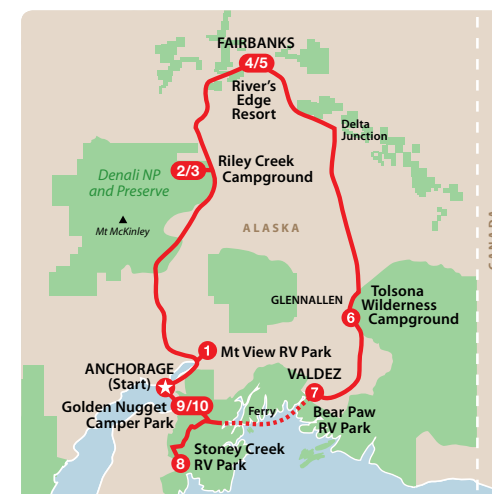 FAIRBANKS
4/5
River's
Edge
Resort
Delta
Junction
2/3
Riley Creek
Campground
Denali NP
and Preserve
Mt McKinley
ALASKA
CANADA
GLENNALLEN
Tolsona
Wilderness
Campground
6
1
Mt View RV Park
ANCHORAGE
(Start)
VALDEZ
7
Golden Nugget
Camper Park
9/10
Ferry
Bear Paw
RV Park
Stoney Creek
RV Park
8